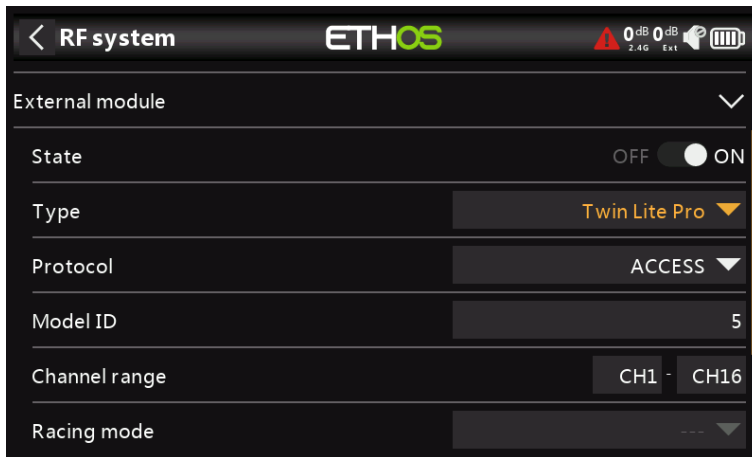 RF system ETHOS 0dB 2.4G 0dB Ext
External module
State OFF ON
Type Twin Lite Pro
Protocol ACCESS
Model ID 5
Channel range CH1 - CH16
Racing mode ---